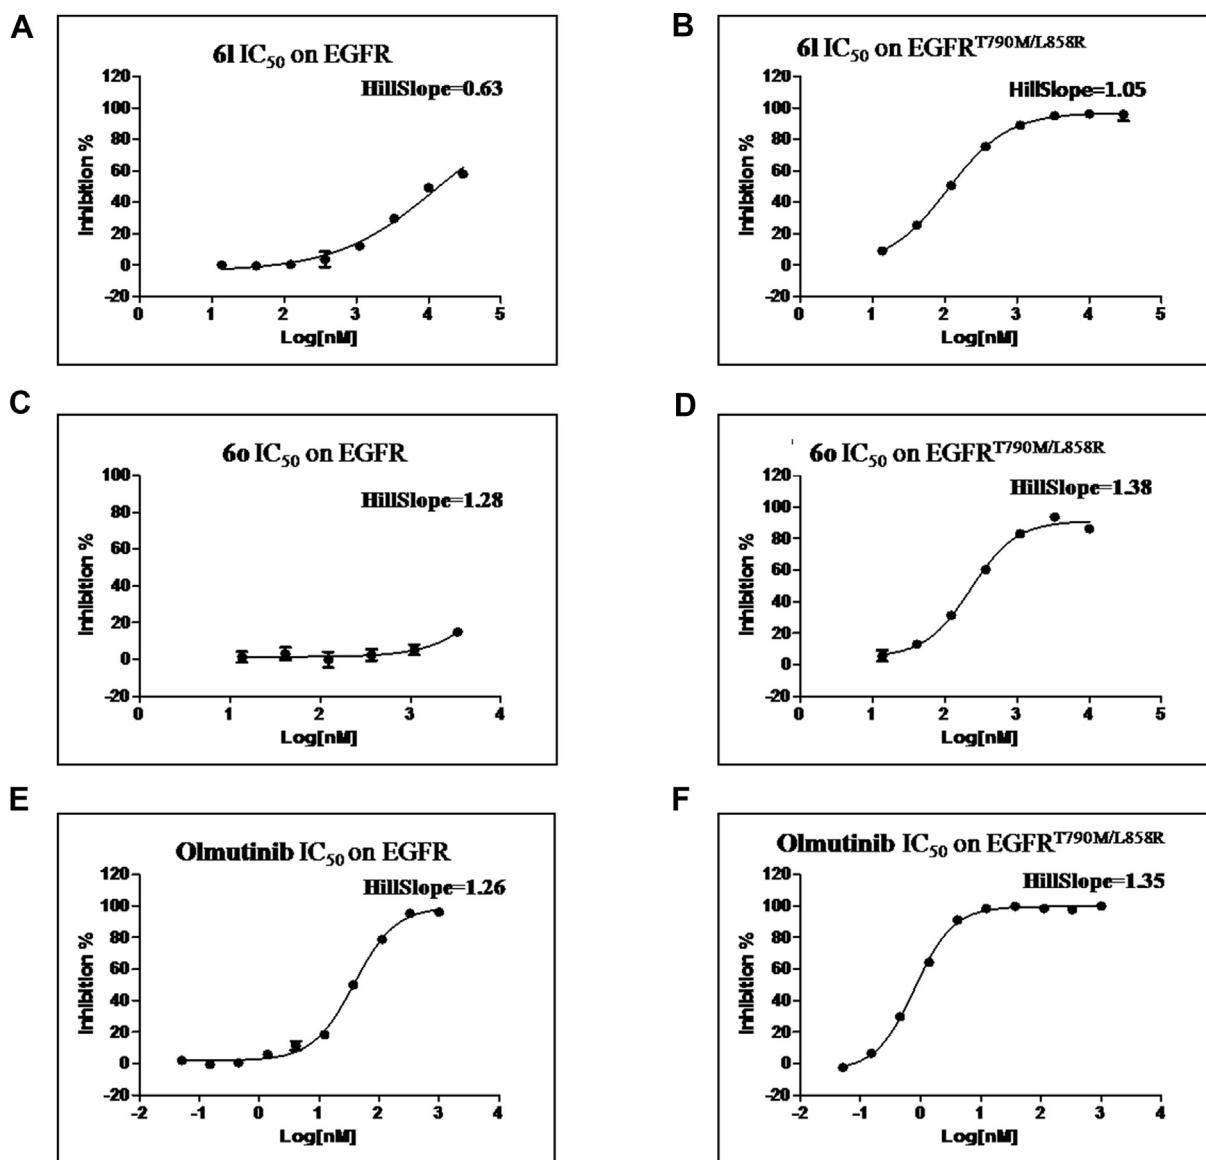 A
6l IC50 on EGFR
HillSlope=0.63
120
100
80
60
40
20
0
-20
Inhibition %
0 1 2 3 4 5
Log[nM]
B
6l IC50 on EGFRT790M/L858R
HillSlope=1.05
120
100
80
60
40
20
0
-20
Inhibition %
0 1 2 3 4 5
Log[nM]
C
6o IC50 on EGFR
HillSlope=1.28
100
80
60
40
20
0
-20
Inhibition %
0 1 2 3 4
Log[nM]
D
6o IC50 on EGFRT790M/L858R
HillSlope=1.38
120
100
80
60
40
20
0
-20
Inhibition %
0 1 2 3 4 5
Log[nM]
E
Olmutinib IC50 on EGFR
HillSlope=1.26
120
100
80
60
40
20
0
-20
Inhibition %
-2 -1 0 1 2 3 4
Log[nM]
F
Olmutinib IC50 on EGFRT790M/L858R
HillSlope=1.35
120
100
80
60
40
20
0
-20
Inhibition %
-2 -1 0 1 2 3 4
Log[nM]